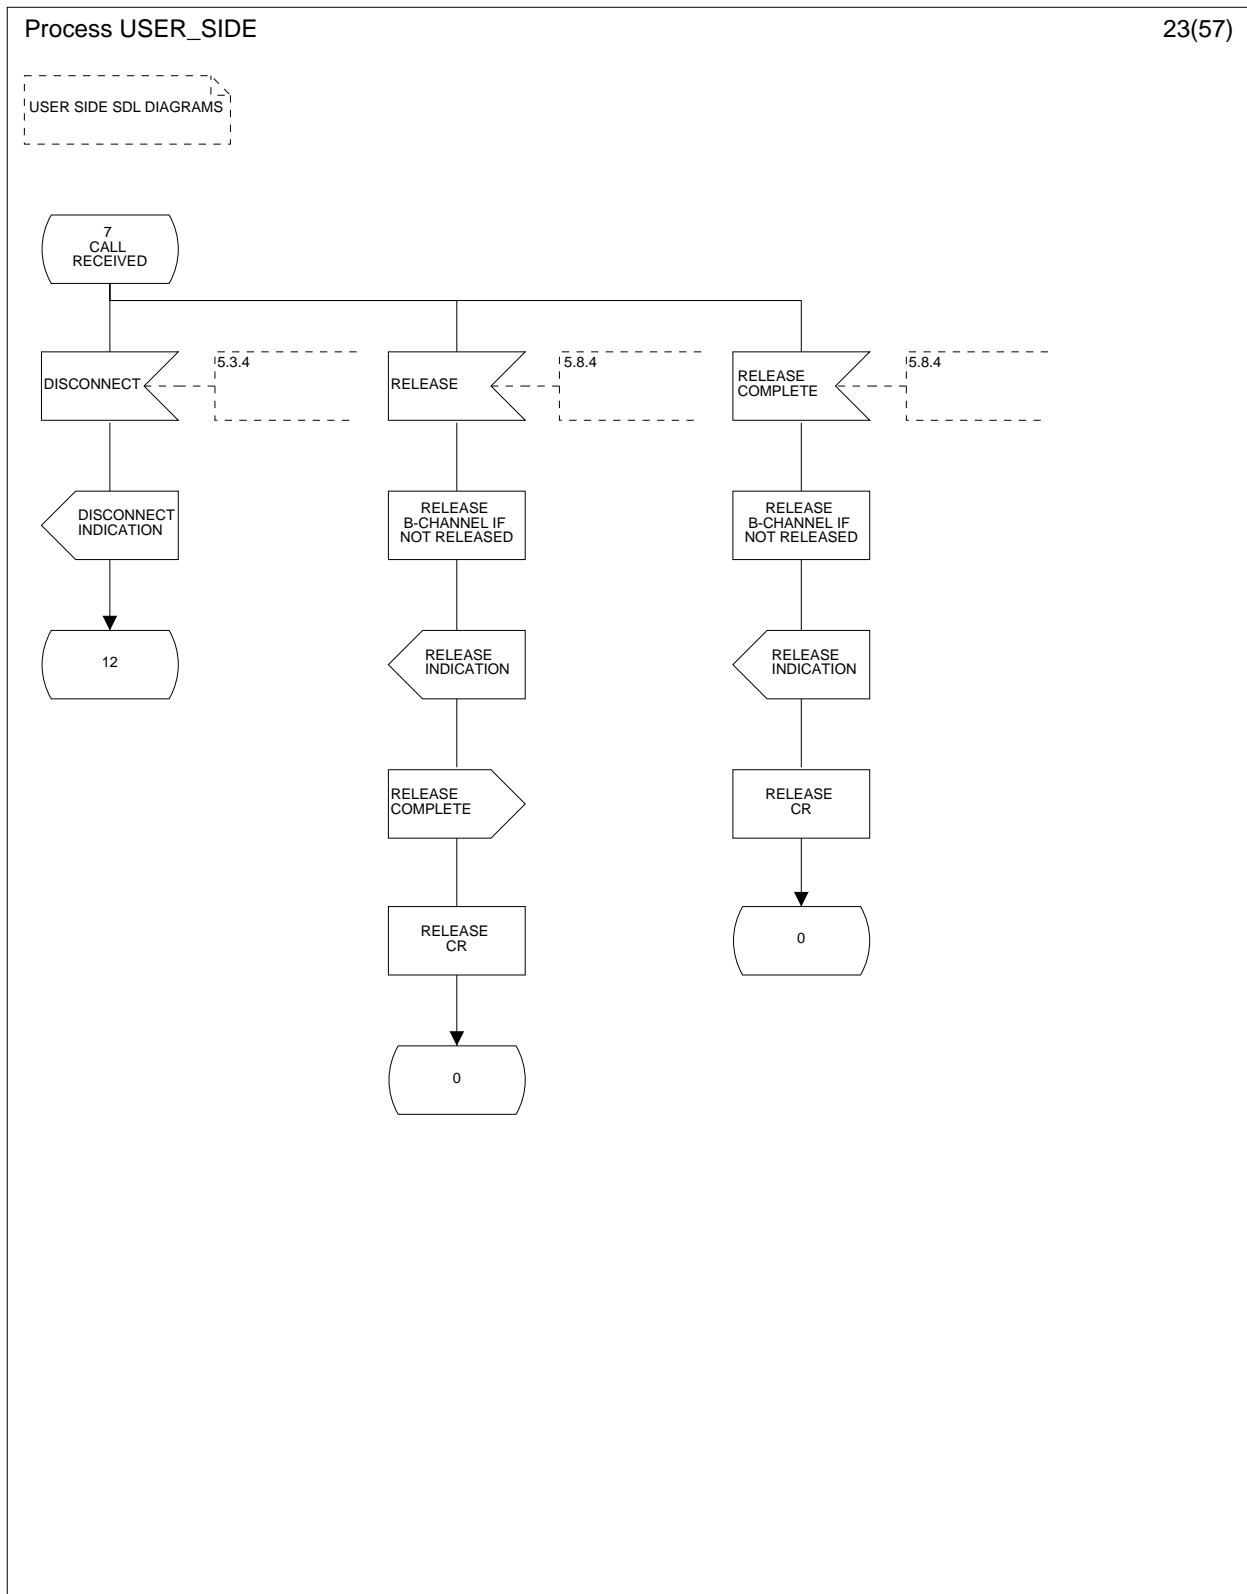 Process USER_SIDE
23(57)
USER SIDE SDL DIAGRAMS
7
CALL
RECEIVED
DISCONNECT
5.3.4
RELEASE
5.8.4
RELEASE
COMPLETE
5.8.4
DISCONNECT
INDICATION
RELEASE
B-CHANNEL IF
NOT RELEASED
RELEASE
B-CHANNEL IF
NOT RELEASED
12
RELEASE
INDICATION
RELEASE
INDICATION
RELEASE
COMPLETE
RELEASE
CR
RELEASE
CR
0
0